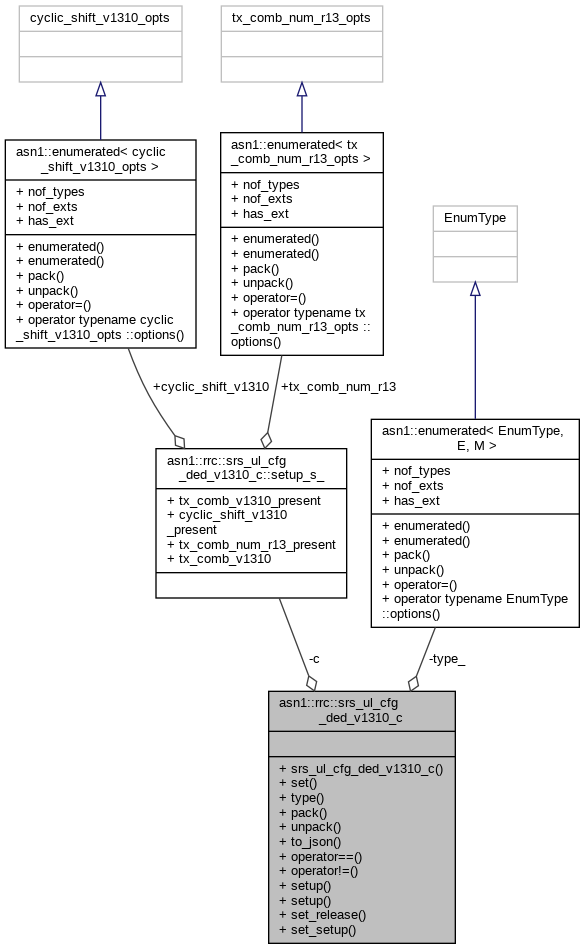 cyclic_shift_v1310_opts
tx_comb_num_r13_opts
asn1::enumerated< cyclic
_shift_v1310_opts >
+ nof_types
+ nof_exts
+ has_ext
+ enumerated()
+ enumerated()
+ pack()
+ unpack()
+ operator=()
+ operator typename cyclic
_shift_v1310_opts ::options()
asn1::enumerated< tx
_comb_num_r13_opts >
+ nof_types
+ nof_exts
+ has_ext
+ enumerated()
+ enumerated()
+ pack()
+ unpack()
+ operator=()
+ operator typename tx
_comb_num_r13_opts ::
options()
EnumType
+cyclic_shift_v1310
+tx_comb_num_r13
asn1::rrc::srs_ul_cfg
_ded_v1310_c::setup_s_
+ tx_comb_v1310_present
+ cyclic_shift_v1310
_present
+ tx_comb_num_r13_present
+ tx_comb_v1310
asn1::enumerated< EnumType,
E, M >
+ nof_types
+ nof_exts
+ has_ext
+ enumerated()
+ enumerated()
+ pack()
+ unpack()
+ operator=()
+ operator typename EnumType
::options()
-c
-type_
asn1::rrc::srs_ul_cfg
_ded_v1310_c
+ srs_ul_cfg_ded_v1310_c()
+ set()
+ type()
+ pack()
+ unpack()
+ to_json()
+ operator==()
+ operator!=()
+ setup()
+ setup()
+ set_release()
+ set_setup()